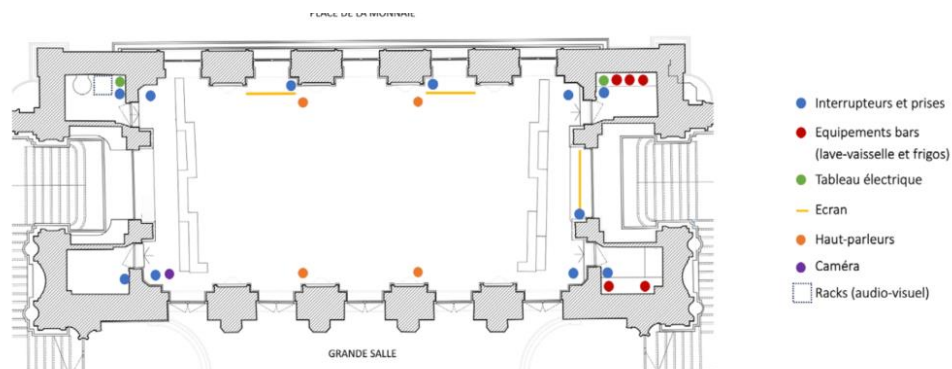 PLACE DE LA MONNAIE
Interrupteurs et prises
Equipements bars
(lave-vaisselle et frigos)
Tableau électrique
Ecran
Haut-parleurs
Caméra
Racks (audio-visuel)
GRANDE SALLE